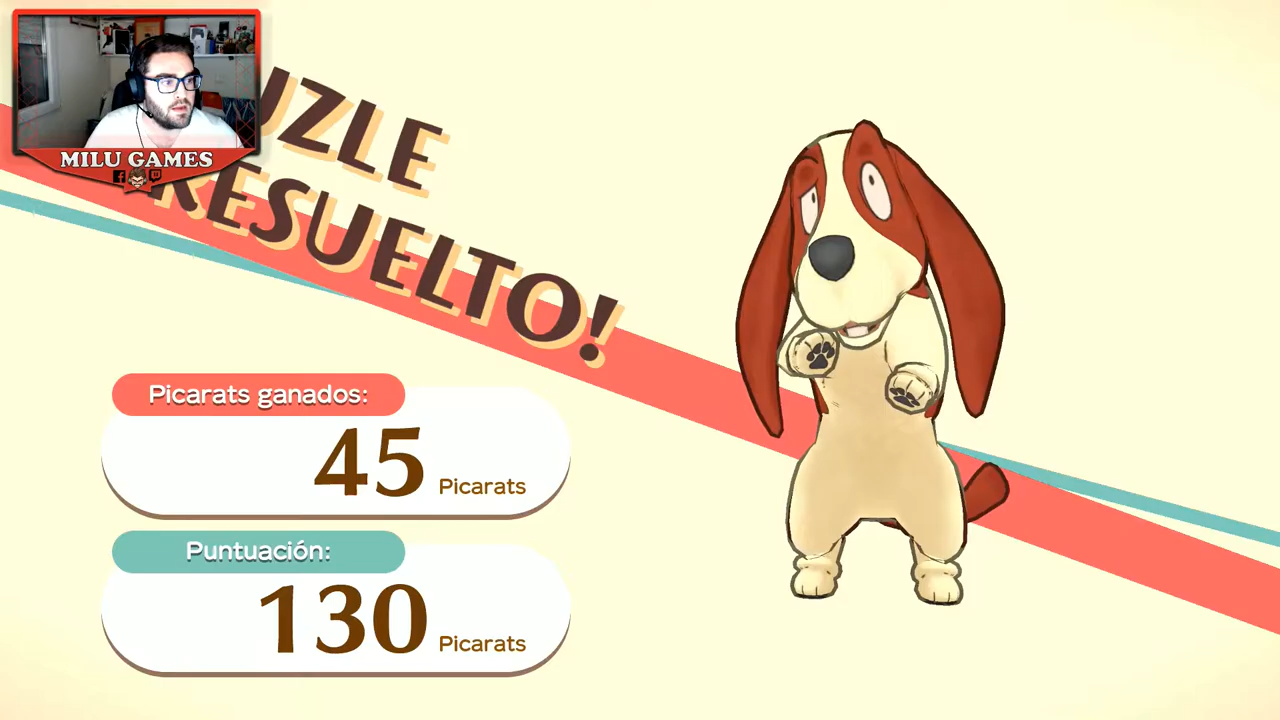 MILU GAMES
UZLE
RESUELTO!
Picarats ganados:
45 Picarats
Puntuación:
130 Picarats